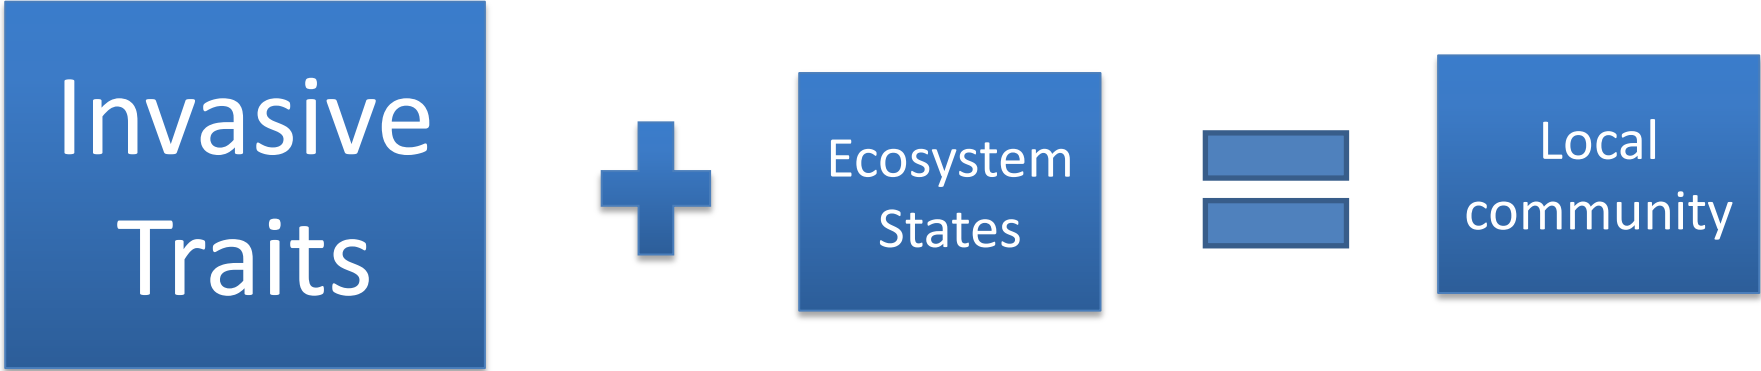 Invasive
Traits
Ecosystem
States
Local
community